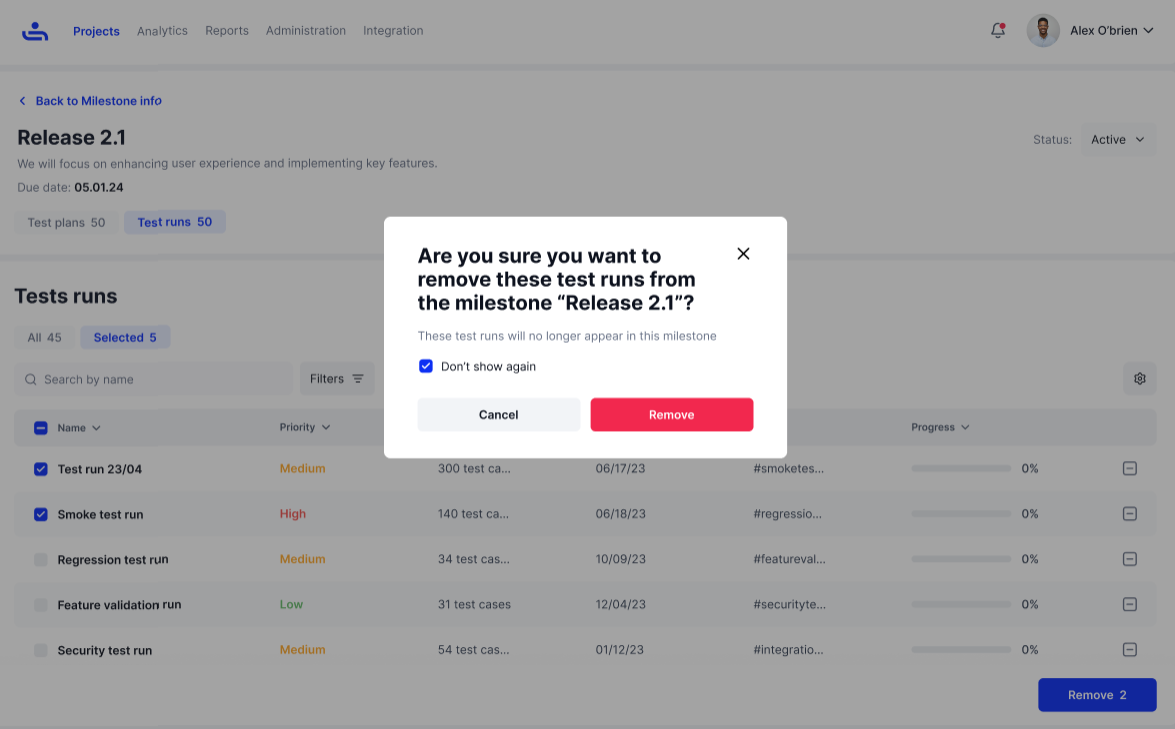 Projects Analytics Reports Administration Integration Alex O'brien
Back to Milestone info
Release 2.1
Status: Active
We will focus on enhancing user experience and implementing key features.
Due date: 05.01.24
Test plans 50 Test runs 50
Are you sure you want to
remove these test runs from
the milestone “Release 2.1”?
These test runs will no longer appear in this milestone
Don't show again
Cancel Remove
Tests runs
All 45 Selected 5
Search by name Filters
Name Priority Progress
Test run 23/04 Medium 300 test ca... 06/17/23 #smoketes... 0%
Smoke test run High 140 test ca... 06/18/23 #regressio... 0%
Regression test run Medium 34 test cas... 10/09/23 #featureval... 0%
Feature validation run Low 31 test cases 12/04/23 #securityte... 0%
Security test run Medium 54 test cas... 01/12/23 #integratio... 0%
Remove 2